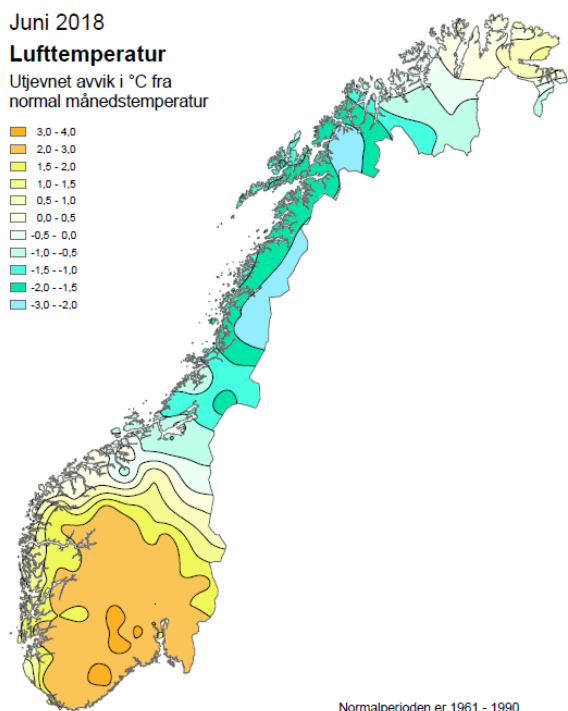 Juni 2018
Lufttemperatur
Utjevnet avvik i °C fra
normal månedstemperatur
3,0 - 4,0
2,0 - 3,0
1,5 - 2,0
1,0 - 1,5
0,5 - 1,0
0,0 - 0,5
-0,5 - 0,0
-1,0 - -0,5
-1,5 - -1,0
-2,0 - -1,5
-3,0 - -2,0
Normalperioden er 1961 - 1990